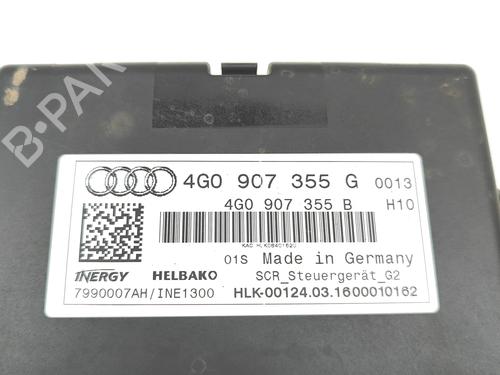 B-PARTS
4G0 907 355 G 0013
4G0 907 355 B H10
01S Made in Germany
INERGY HELBAKO SCR_Steuergerät_G2
7990007AH/INE1300 HLK-00124.03.1600010162